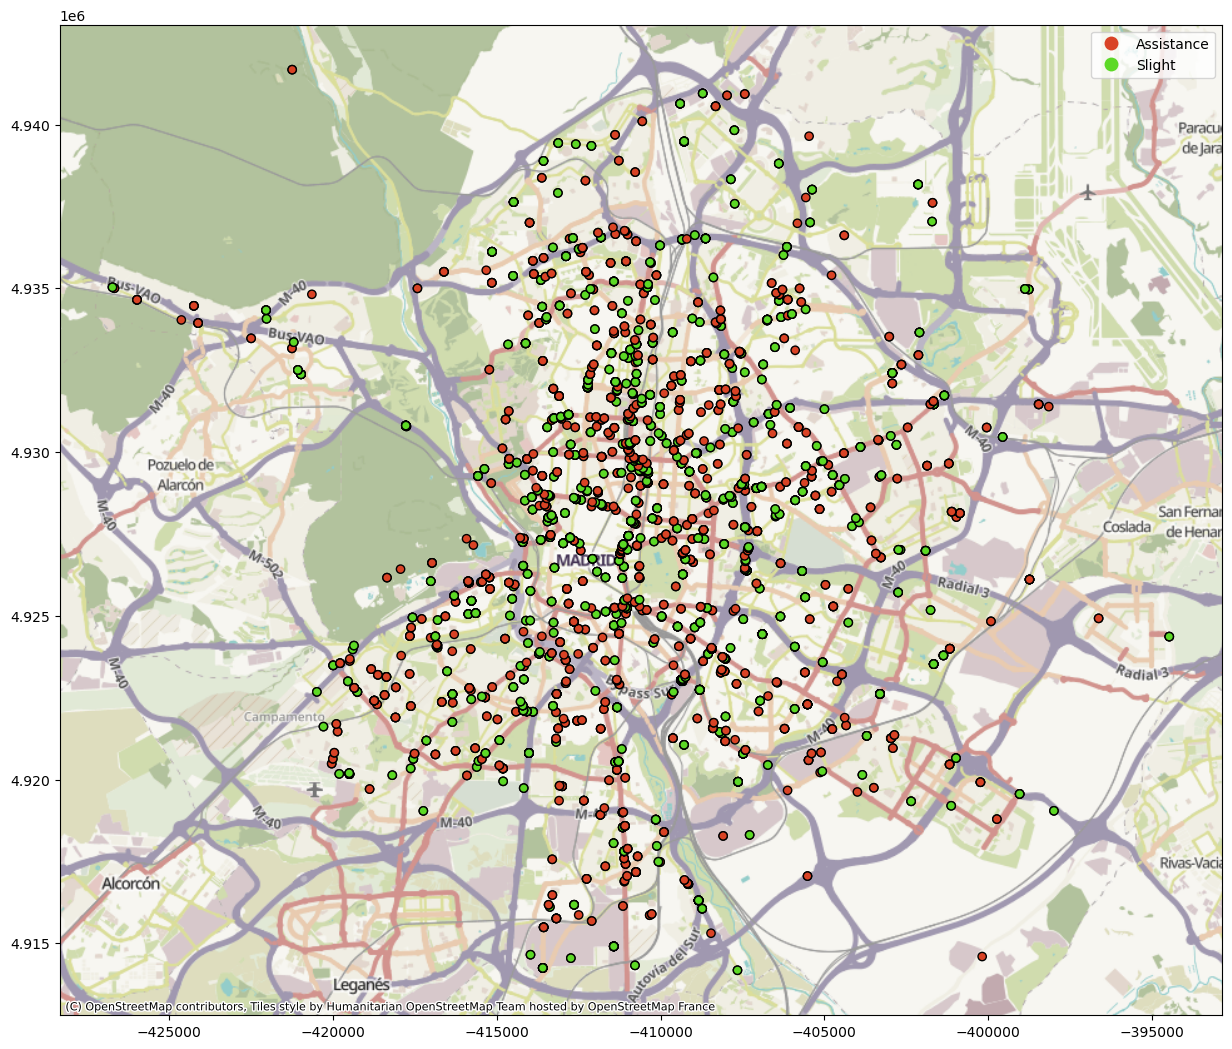 1e6
Assistance
Slight
4.940
4.935
4.930
4.925
4.920
4.915
Paracu
de Jara
Bus-VAO
M-40
Bus-VAO
M-40
M-40
Pozuelo de
Alarcón
M-40
San Fernan
Coslada
de Henar
M-502
MADRID
M-40
Radial 3
M-40
Radial 3
Bypass Su
Campamento
M-40
M-40
M-40
Rivas-Vacia
Alcorcón
Autovía del Sur
Leganés
(C) OpenStreetMap contributors, Tiles style by Humanitarian OpenStreetMap Team hosted by OpenStreetMap France
−425000 −420000 −415000 −410000 −405000 −400000 −395000